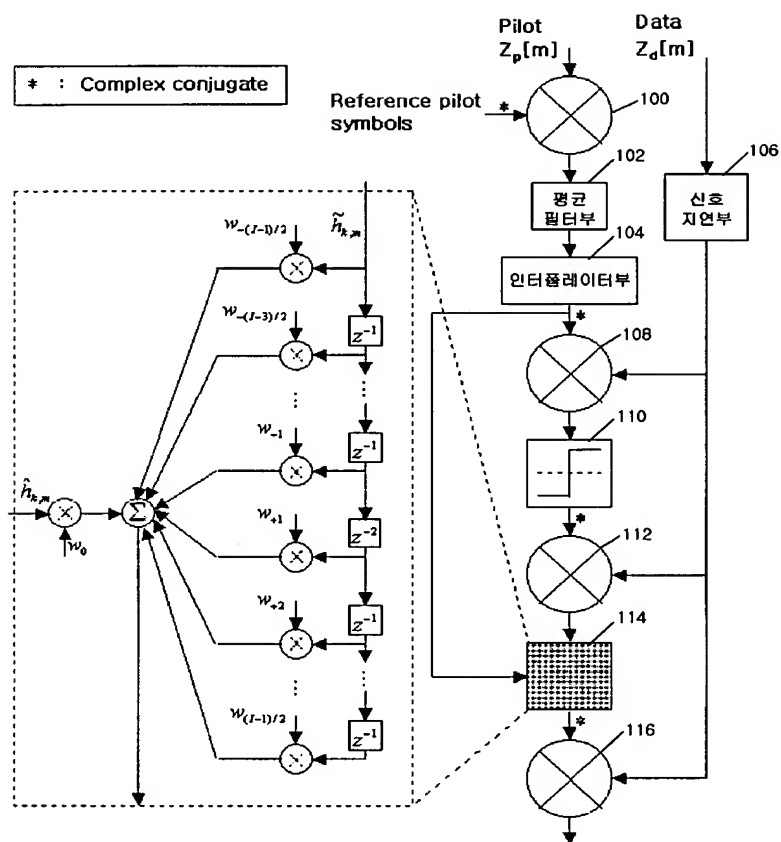 Pilot
Z_p[m]
Data
Z_d[m]
* : Complex conjugate
Reference pilot
symbols
*
100
102
평균
필터부
106
신호
지연부
104
인터폴레이터부
*
108
110
*
112
114
*
116
h̃_{k,m}
w_{-(I-1)/2}
×
z^{-1}
w_{-(I-3)/2}
×
⋮
⋮
z^{-1}
w_{-1}
×
ĥ_{k,m}
×
Σ
w_0
z^{-2}
w_{+1}
×
z^{-1}
w_{+2}
×
⋮
⋮
z^{-1}
w_{(I-1)/2}
×